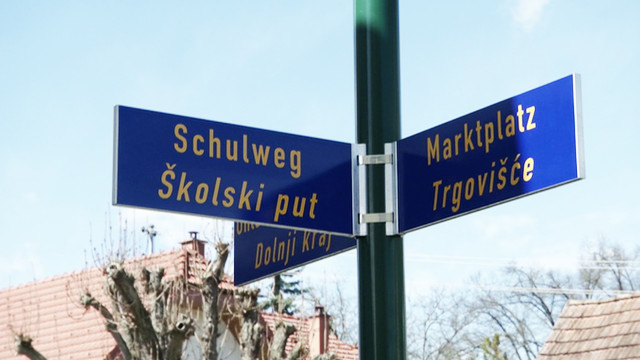 Schulweg
Školski put
Marktplatz
Trgovišće
Dolnji kraj